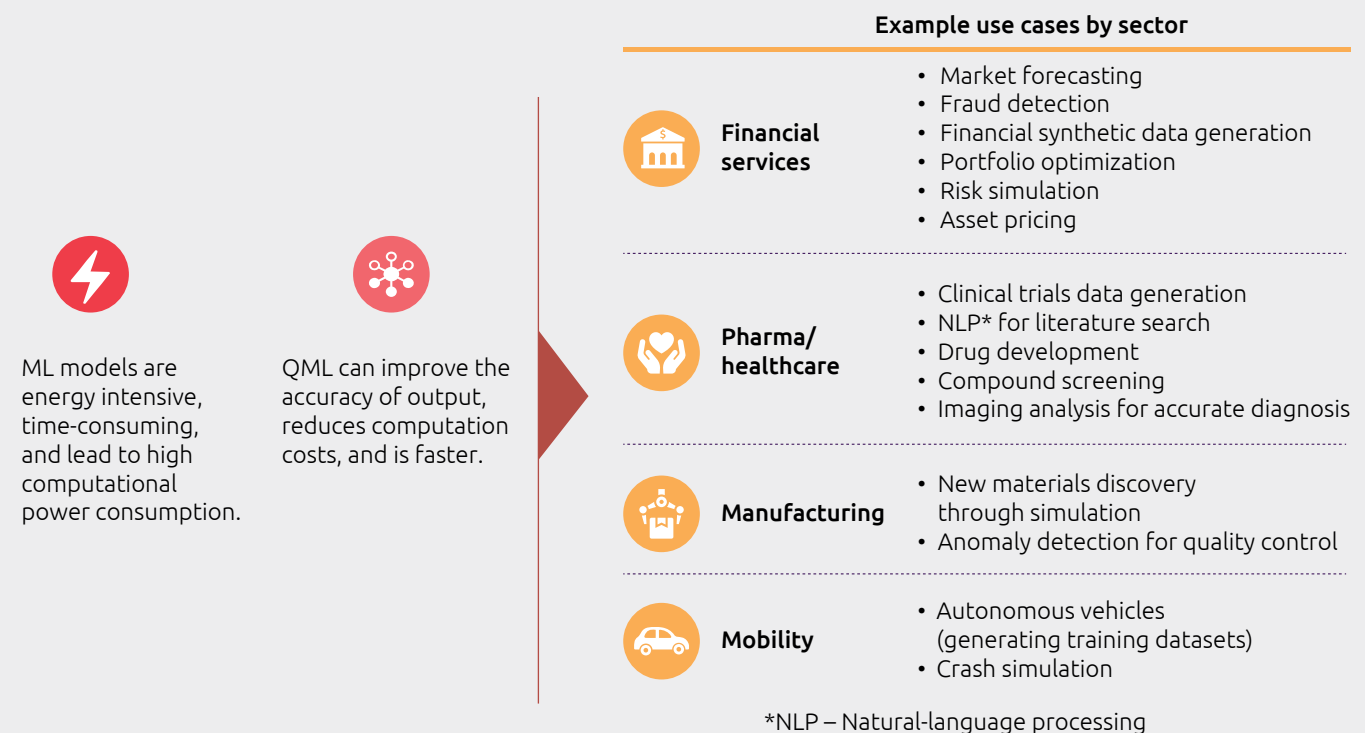 Example use cases by sector
ML models are
energy intensive,
time-consuming,
and lead to high
computational
power consumption.
QML can improve the
accuracy of output,
reduces computation
costs, and is faster.
Financial
services
• Market forecasting
• Fraud detection
• Financial synthetic data generation
• Portfolio optimization
• Risk simulation
• Asset pricing
Pharma/
healthcare
• Clinical trials data generation
• NLP* for literature search
• Drug development
• Compound screening
• Imaging analysis for accurate diagnosis
Manufacturing
• New materials discovery
through simulation
• Anomaly detection for quality control
Mobility
• Autonomous vehicles
(generating training datasets)
• Crash simulation
*NLP – Natural-language processing